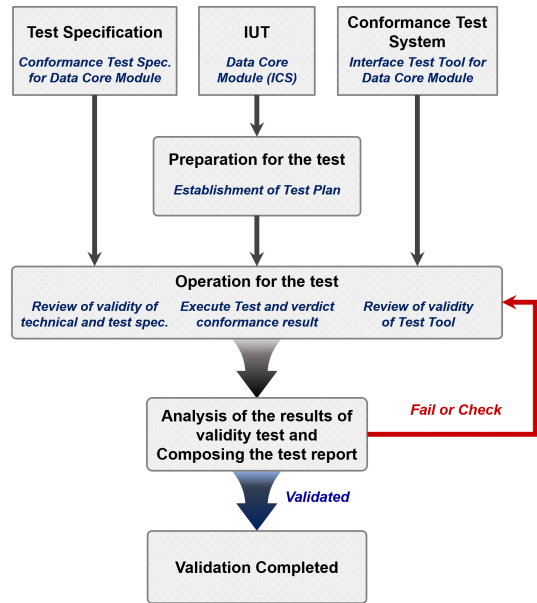 Test Specification
Conformance Test Spec.
for Data Core Module
IUT
Data Core
Module (ICS)
Conformance Test
System
Interface Test Tool for
Data Core Module
Preparation for the test
Establishment of Test Plan
Operation for the test
Review of validity of
technical and test spec.
Execute Test and verdict
conformance result
Review of validity
of Test Tool
Analysis of the results of
validity test and
Composing the test report
Fail or Check
Validated
Validation Completed